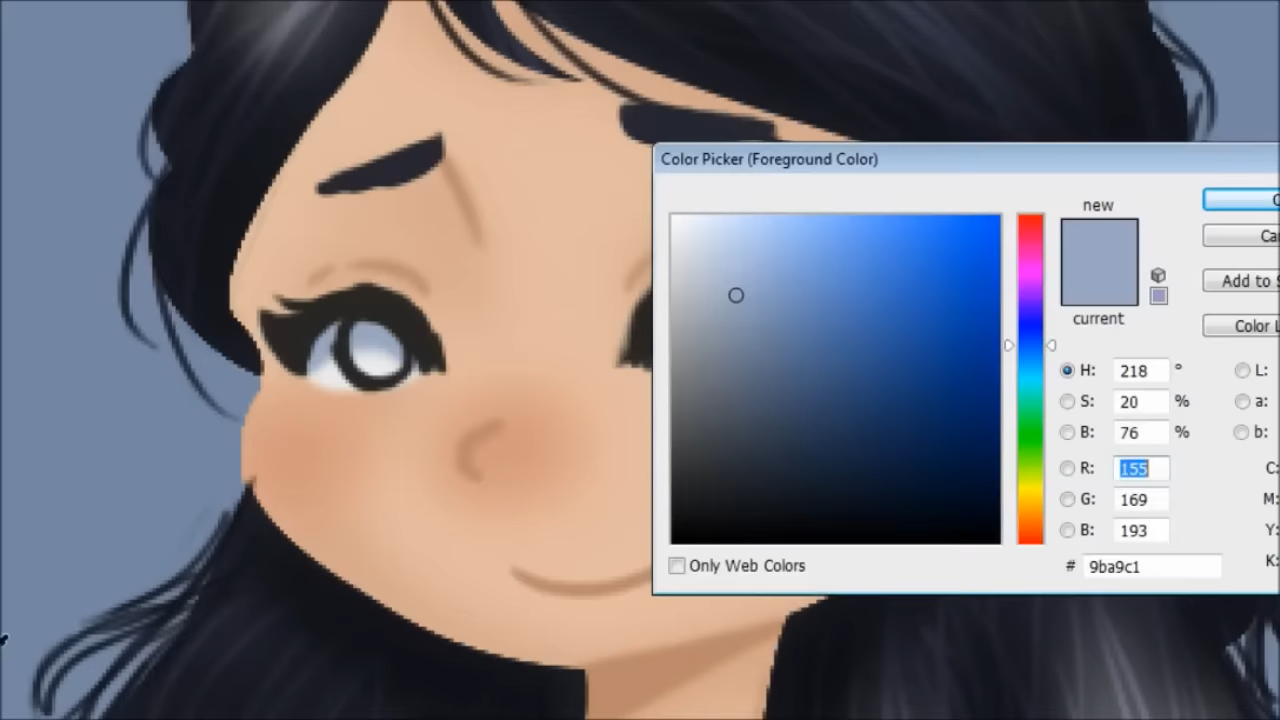 Color Picker (Foreground Color)
new
current
Add to
Color L
H: 218 °
L:
S: 20 %
a:
B: 76 %
b:
R: 155
C:
G: 169
M:
B: 193
Y:
K:
Only Web Colors
# 9ba9c1